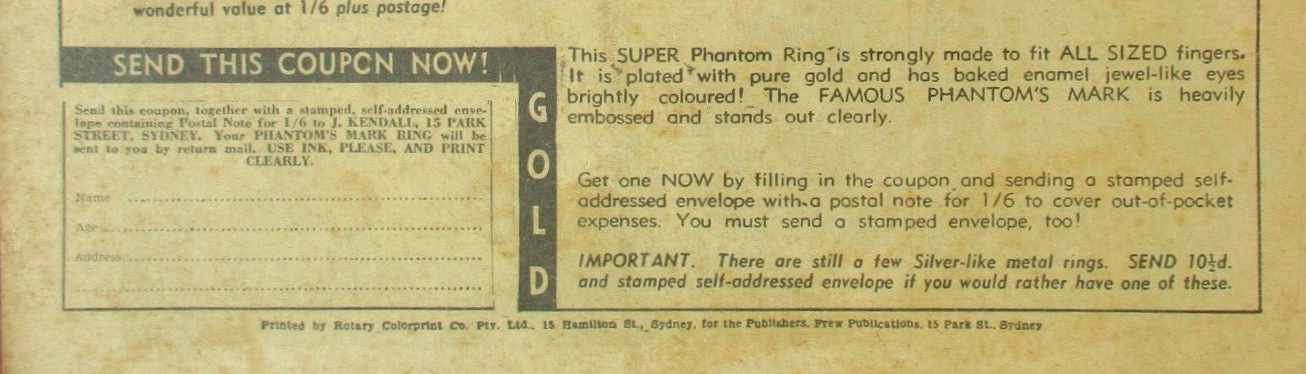 wonderful value at 1/6 plus postage!
SEND THIS COUPON NOW!
Send this coupon, together with a stamped, self-addressed enve-
lope containing Postal Note for 1/6 to J. KENDALL, 15 PARK
STREET, SYDNEY. Your PHANTOM'S MARK RING will be
sent to you by return mail. USE INK, PLEASE, AND PRINT
CLEARLY.
Name
Age
Address
GOLD
This SUPER Phantom Ring is strongly made to fit ALL SIZED fingers.
It is plated with pure gold and has baked enamel jewel-like eyes
brightly coloured! The FAMOUS PHANTOM'S MARK is heavily
embossed and stands out clearly.
Get one NOW by filling in the coupon and sending a stamped self-
addressed envelope with a postal note for 1/6 to cover out-of-pocket
expenses. You must send a stamped envelope, too!
IMPORTANT. There are still a few Silver-like metal rings. SEND 10½d.
and stamped self-addressed envelope if you would rather have one of these.
Printed by Rotary Colorprint Co. Pty. Ltd., 15 Hamilton St., Sydney, for the Publishers, Frew Publications, 15 Park St., Sydney